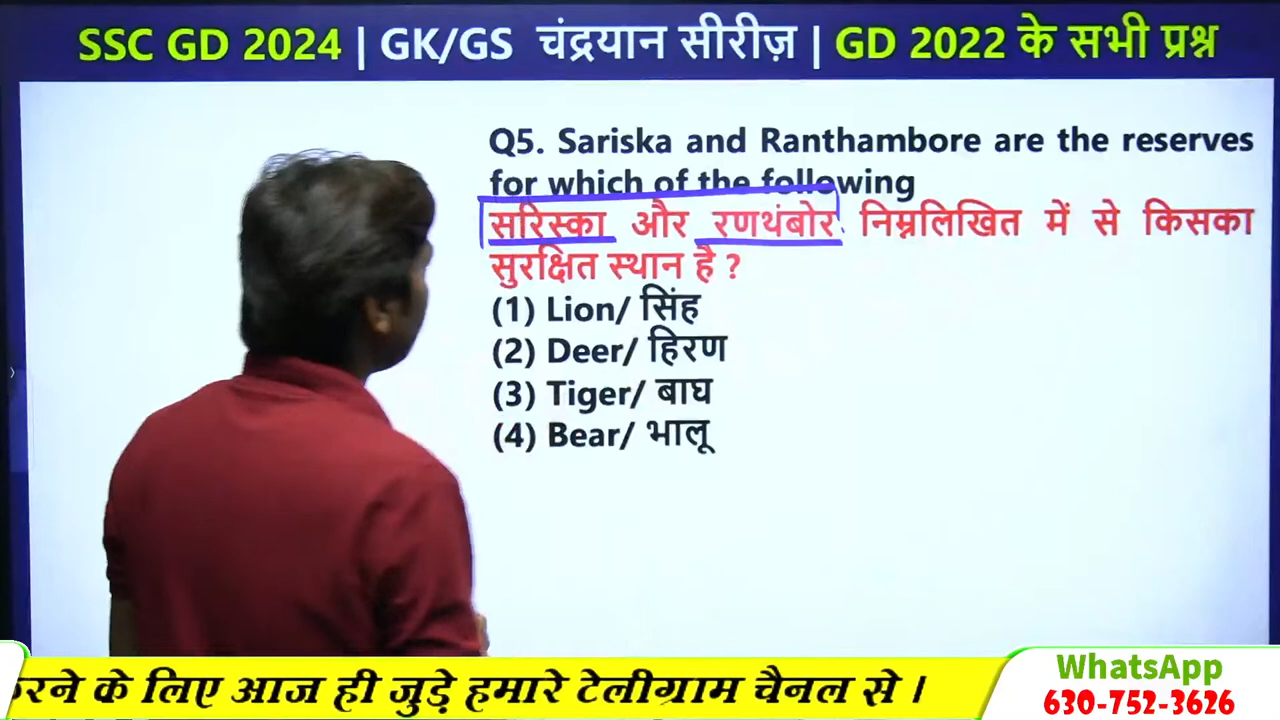 SSC GD 2024 | GK/GS चंद्रयान सीरीज़ | GD 2022 के सभी प्रश्न
Q5. Sariska and Ranthambore are the reserves
for which of the following
सरिस्का और रणथंबोर निम्नलिखित में से किसका
सुरक्षित स्थान है ?
(1) Lion/ सिंह
(2) Deer/ हिरण
(3) Tiger/ बाघ
(4) Bear/ भालू
के लिए आज ही जुड़े हमारे टेलीग्राम चैनल से ।
WhatsApp
630-752-3626